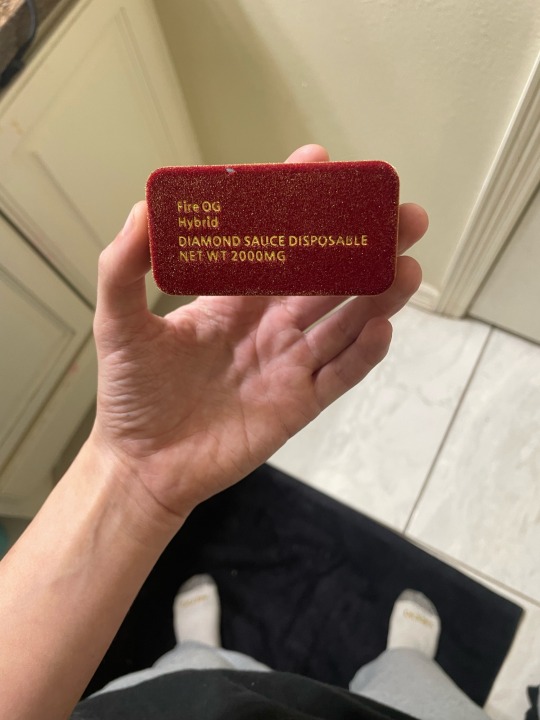 Fire OG
Hybrid
DIAMOND SAUCE DISPOSABLE
NET WT 2000MG